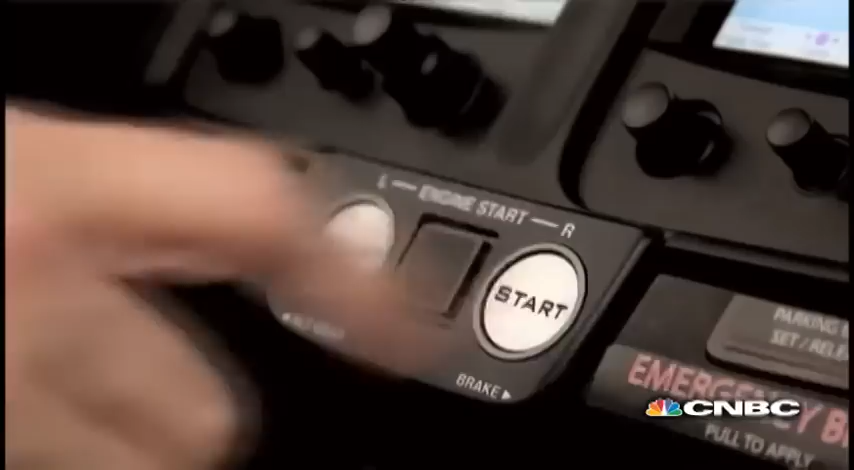 L — ENGINE START — R
START
BRAKE ▶
PARKING
SET/RELE
EMERGENCY B
PULL TO APPLY
CNBC